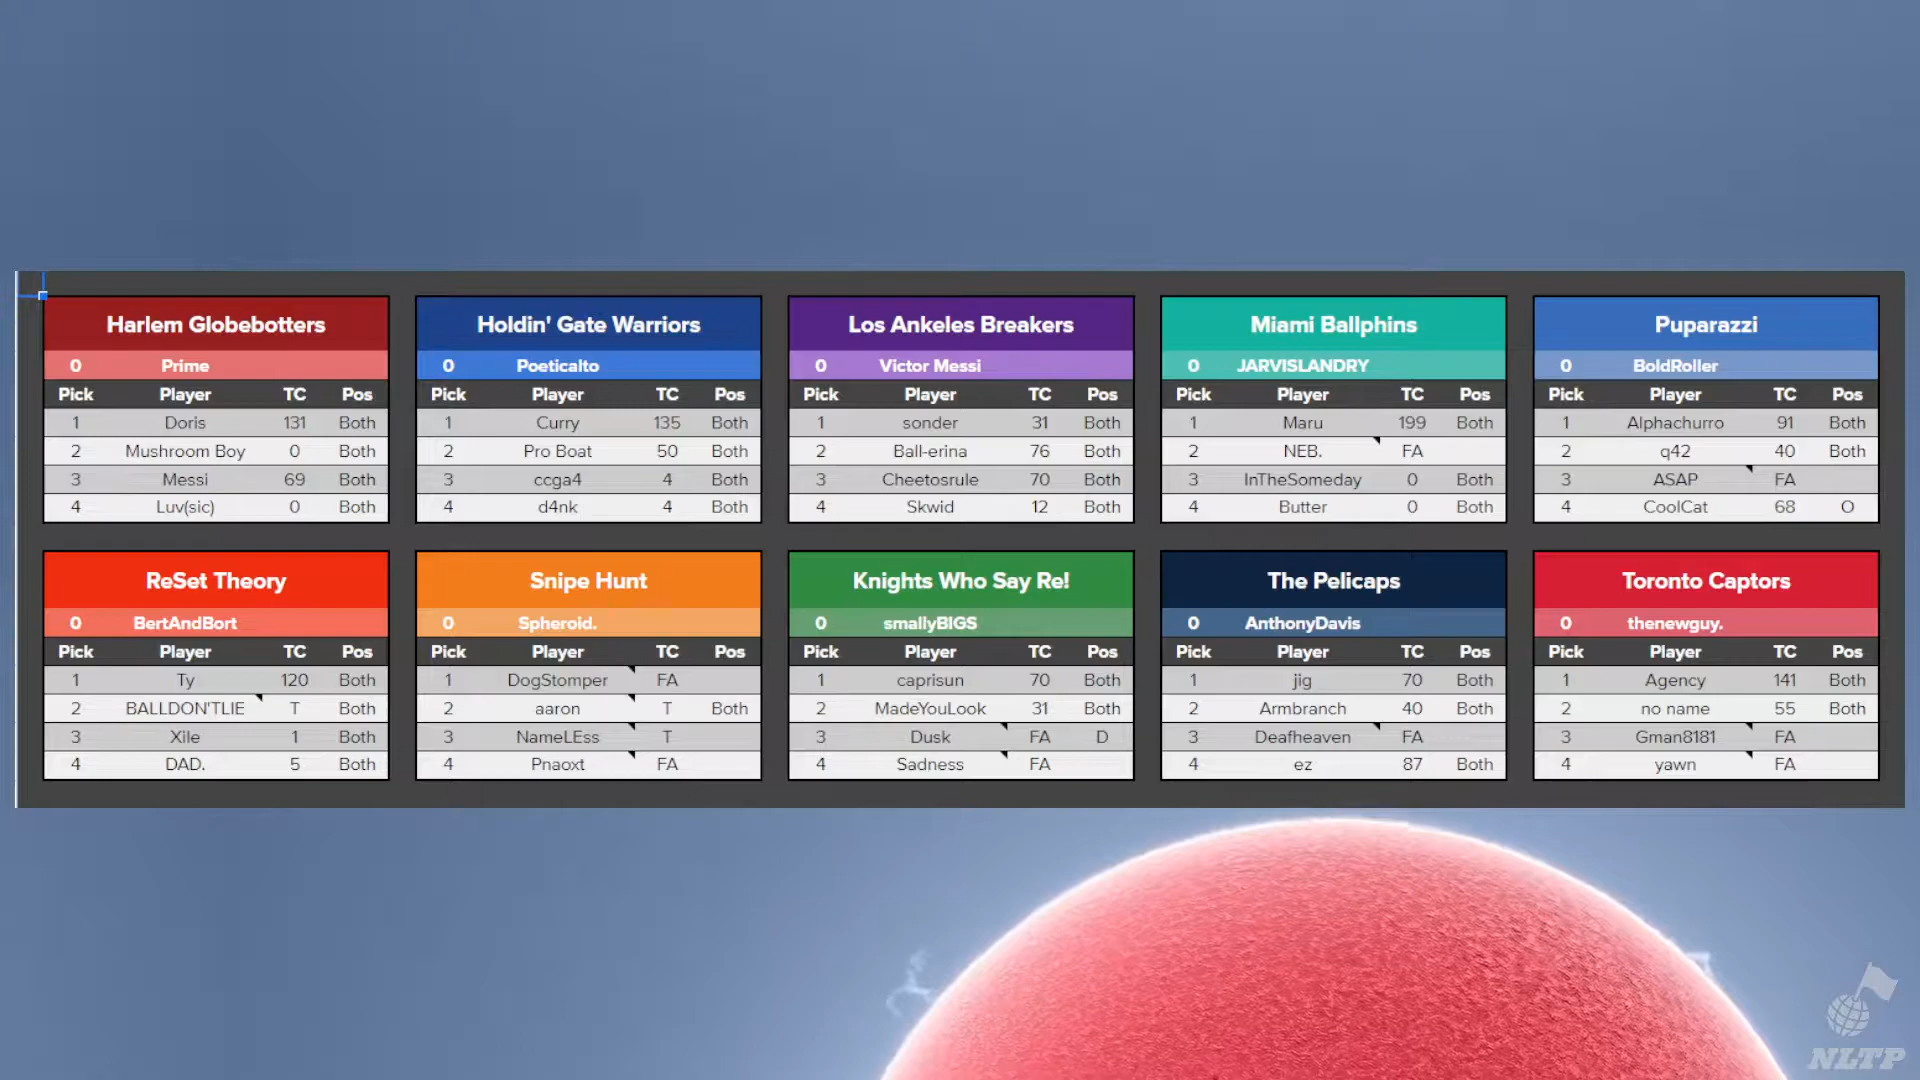 Harlem Globebotters
0 Prime
Pick Player TC Pos
1 Doris 131 Both
2 Mushroom Boy 0 Both
3 Messi 69 Both
4 Luv(sic) 0 Both
Holdin' Gate Warriors
0 Poeticalto
Pick Player TC Pos
1 Curry 135 Both
2 Pro Boat 50 Both
3 ccga4 4 Both
4 d4nk 4 Both
Los Ankeles Breakers
0 Victor Messi
Pick Player TC Pos
1 sonder 31 Both
2 Ball-erina 76 Both
3 Cheetosrule 70 Both
4 Skwid 12 Both
Miami Ballphins
0 JARVISLANDRY
Pick Player TC Pos
1 Maru 199 Both
2 NEB. FA
3 InTheSomeday 0 Both
4 Butter 0 Both
Puparazzi
0 BoldRoller
Pick Player TC Pos
1 Alphachurro 91 Both
2 q42 40 Both
3 ASAP FA
4 CoolCat 68 O
ReSet Theory
0 BertAndBort
Pick Player TC Pos
1 Ty 120 Both
2 BALLDON'TLIE T Both
3 Xile 1 Both
4 DAD. 5 Both
Snipe Hunt
0 Spheroid.
Pick Player TC Pos
1 DogStomper FA
2 aaron T Both
3 NameLEss T
4 Pnaoxt FA
Knights Who Say Re!
0 smallyBIGS
Pick Player TC Pos
1 caprisun 70 Both
2 MadeYouLook 31 Both
3 Dusk FA D
4 Sadness FA
The Pelicaps
0 AnthonyDavis
Pick Player TC Pos
1 jig 70 Both
2 Armbranch 40 Both
3 Deafheaven FA
4 ez 87 Both
Toronto Captors
0 thenewguy.
Pick Player TC Pos
1 Agency 141 Both
2 no name 55 Both
3 Gman8181 FA
4 yawn FA
NLTP